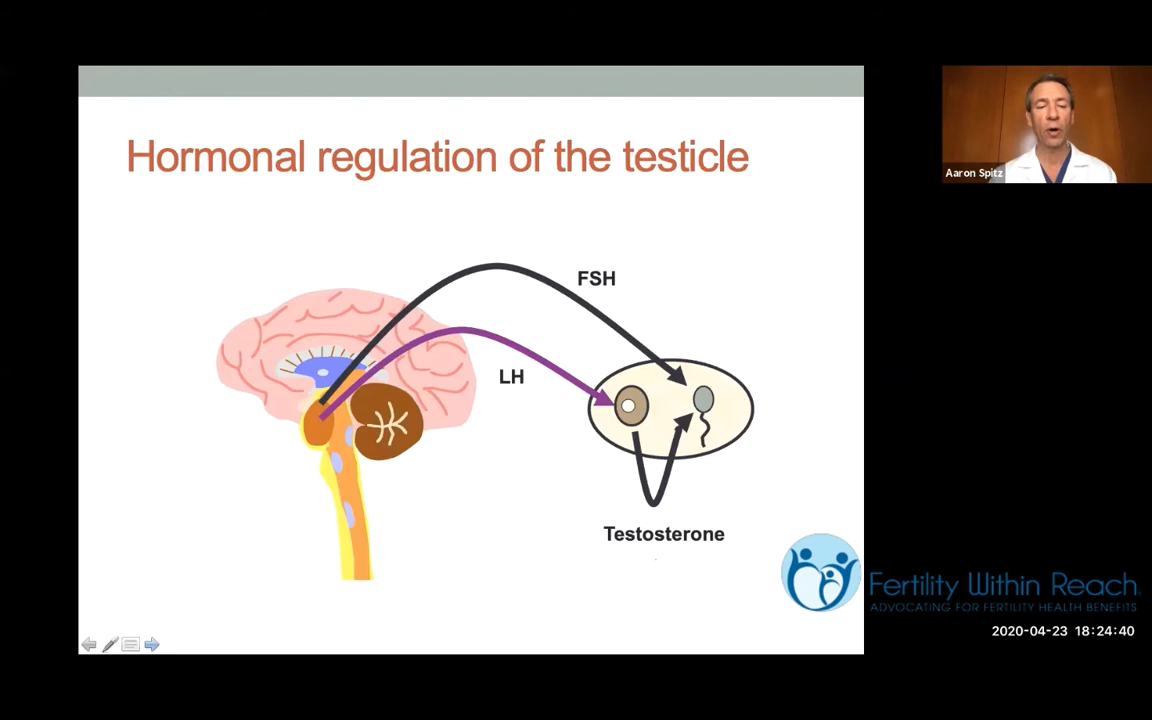 Hormonal regulation of the testicle
Aaron Spitz
FSH
LH
Testosterone
Fertility Within Reach.
ADVOCATING FOR FERTILITY HEALTH BENEFITS
2020-04-23 18:24:40